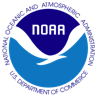 NATIONAL OCEANIC AND ATMOSPHERIC ADMINISTRATION
NOAA
U.S. DEPARTMENT OF COMMERCE